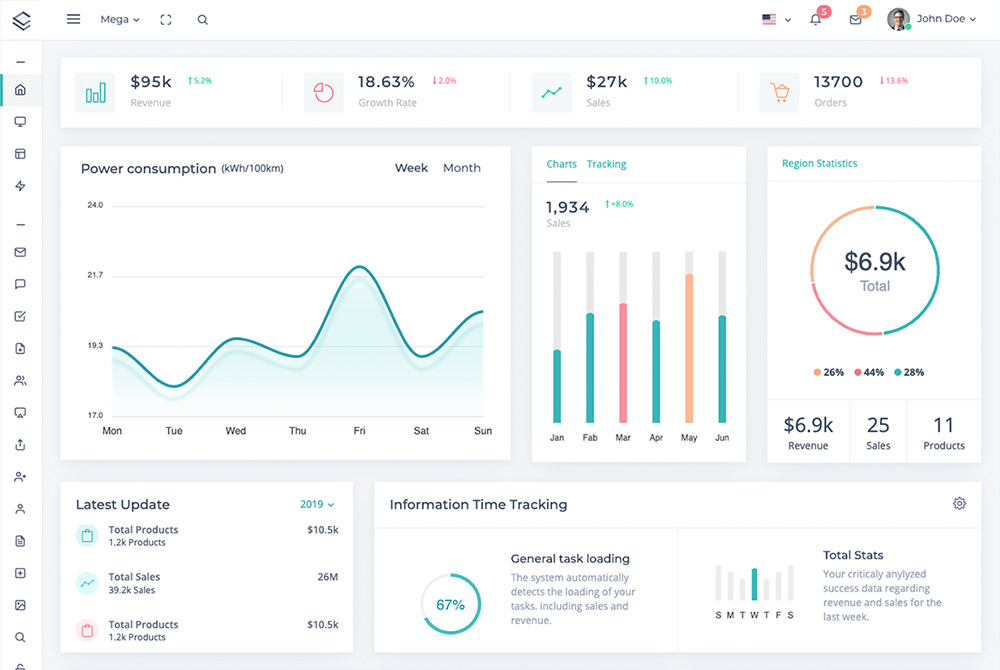 Mega
5
3
John Doe
$95k 5.2%
Revenue
18.63% 2.0%
Growth Rate
$27k 10.0%
Sales
13700 13.6%
Orders
Power consumption (kWh/100km)
Week Month
24.0
21.7
19.3
17.0
Mon Tue Wed Thu Fri Sat Sun
Charts Tracking
1,934 +8.0%
Sales
Jan Fab Mar Apr May Jun
Region Statistics
$6.9k
Total
26% 44% 28%
$6.9k 25 11
Revenue Sales Products
Latest Update 2019
Total Products $10.5k
1.2k Products
Total Sales 26M
39.2k Sales
Total Products $10.5k
1.2k Products
Information Time Tracking
67%
General task loading
The system automatically
detects the loading of your
tasks. including sales and
revenue.
S M T W T F S
Total Stats
Your criticaly anylyzed
success data regarding
revenue and sales for the
last week.